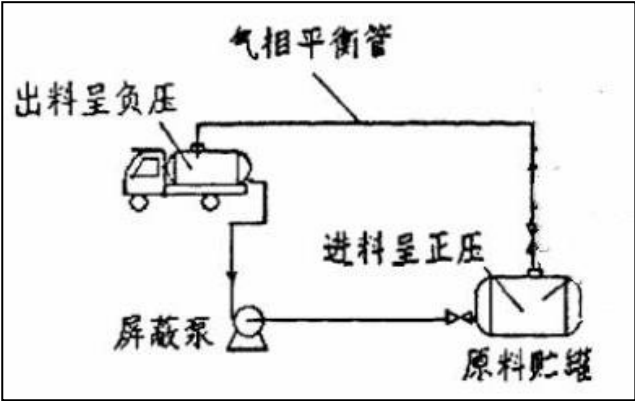 气相平衡管
出料呈负压
进料呈正压
屏蔽泵
原料贮罐